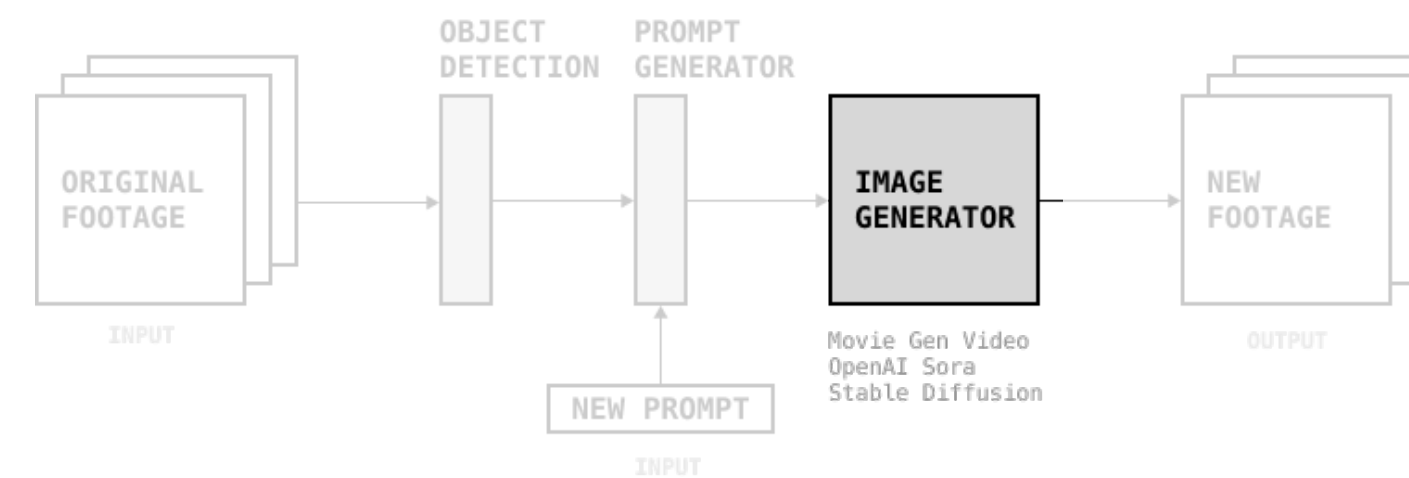 OBJECT
DETECTION
PROMPT
GENERATOR
ORIGINAL
FOOTAGE
IMAGE
GENERATOR
NEW
FOOTAGE
INPUT
Movie Gen Video
OpenAI Sora
Stable Diffusion
OUTPUT
NEW PROMPT
INPUT